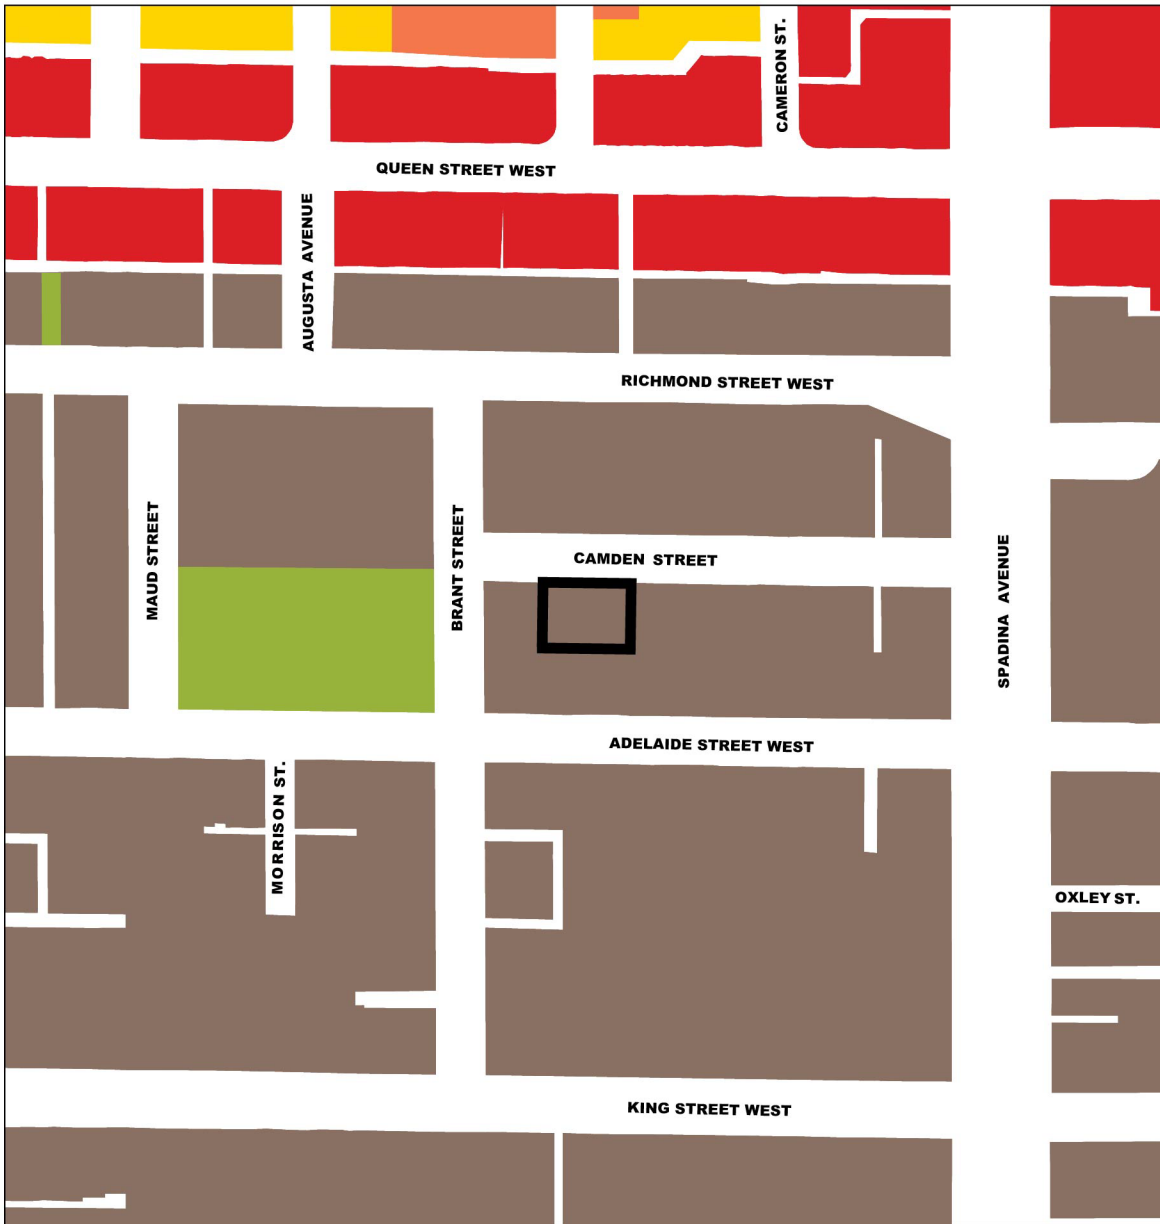 CAMERON ST.
QUEEN STREET WEST
AUGUSTA AVENUE
RICHMOND STREET WEST
MAUD STREET
BRANT STREET
CAMDEN STREET
SPADINA AVENUE
ADELAIDE STREET WEST
MORRISON ST.
OXLEY ST.
KING STREET WEST